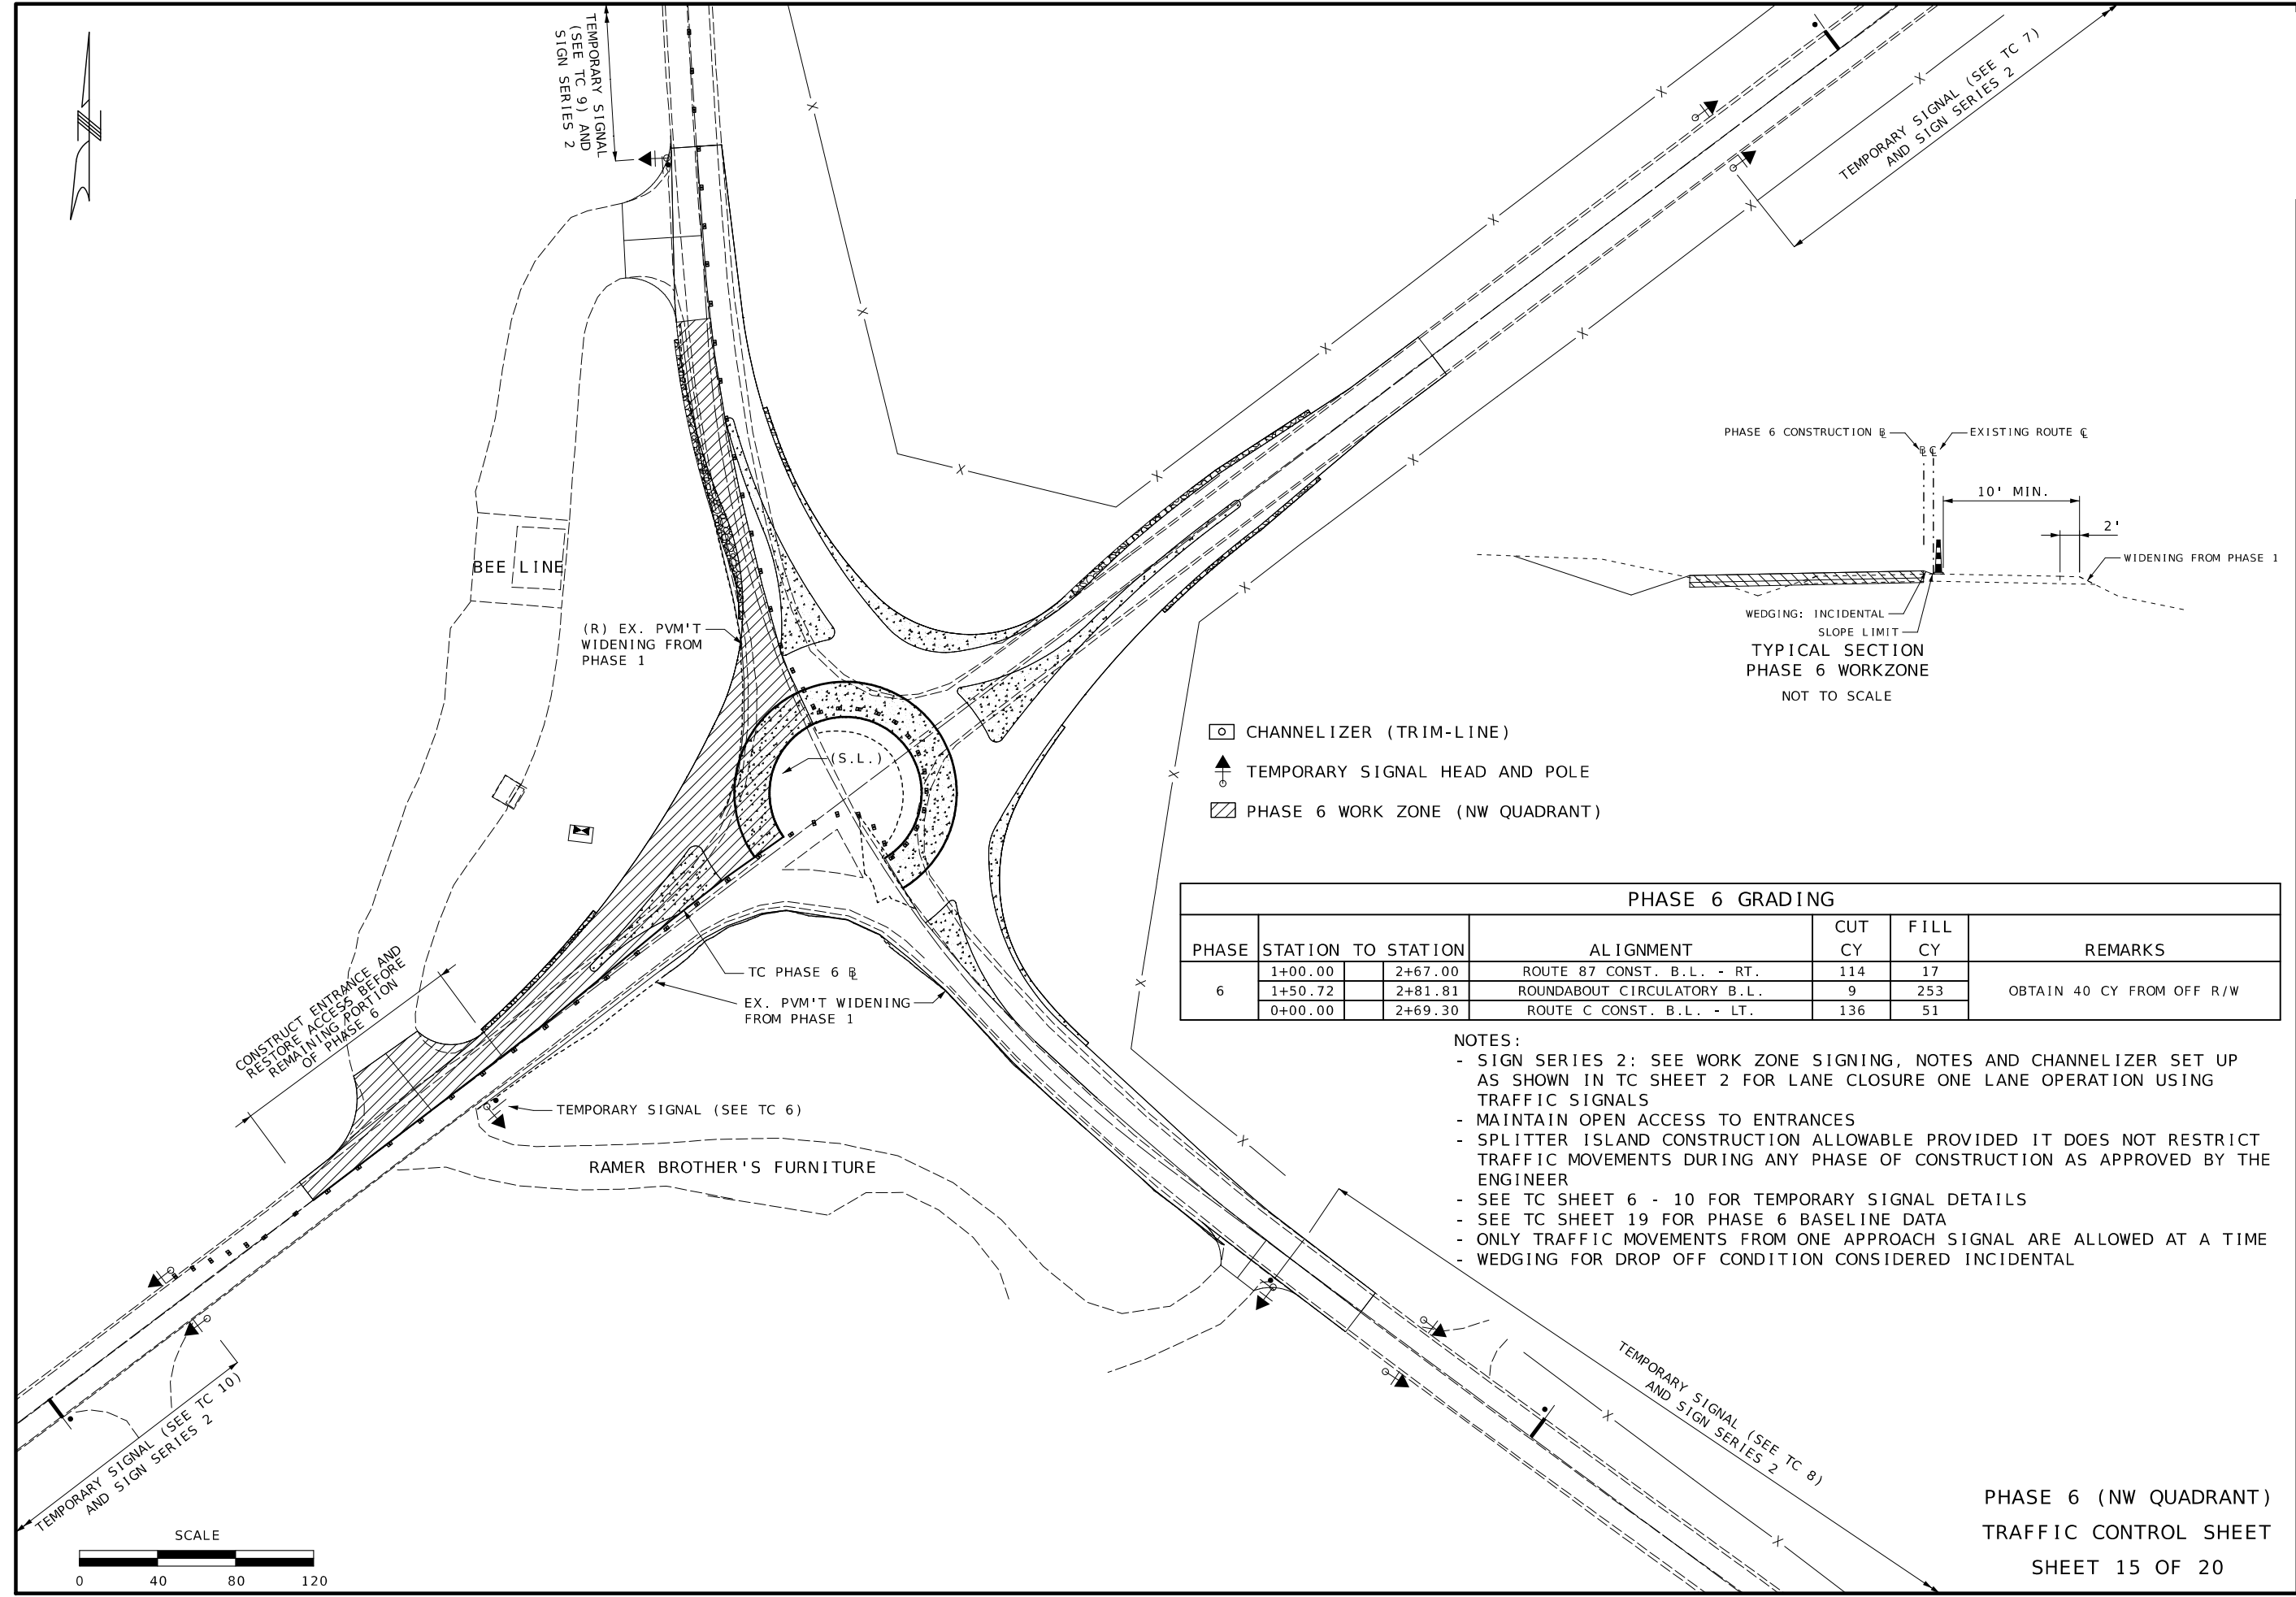 TEMPORARY SIGNAL
(SEE TC 9) AND
SIGN SERIES 2
N
TEMPORARY SIGNAL (SEE TC 7)
AND SIGN SERIES 2
PHASE 6 CONSTRUCTION B̲L
EXISTING ROUTE ℄
B̲L ℄
10' MIN.
2'
WIDENING FROM PHASE 1
WEDGING: INCIDENTAL
SLOPE LIMIT
TYPICAL SECTION
PHASE 6 WORKZONE
NOT TO SCALE
BEE LINE
(R) EX. PVM'T
WIDENING FROM
PHASE 1
(S.L.)
CHANNELIZER (TRIM-LINE)
TEMPORARY SIGNAL HEAD AND POLE
PHASE 6 WORK ZONE (NW QUADRANT)
PHASE 6 GRADING
PHASE STATION TO STATION ALIGNMENT CUT CY FILL CY REMARKS
1+00.00 2+67.00 ROUTE 87 CONST. B.L. - RT. 114 17
6 1+50.72 2+81.81 ROUNDABOUT CIRCULATORY B.L. 9 253 OBTAIN 40 CY FROM OFF R/W
0+00.00 2+69.30 ROUTE C CONST. B.L. - LT. 136 51
CONSTRUCT ENTRANCE AND
RESTORE ACCESS BEFORE
REMAINING PORTION
OF PHASE 6
TC PHASE 6 B̲L
EX. PVM'T WIDENING
FROM PHASE 1
TEMPORARY SIGNAL (SEE TC 6)
RAMER BROTHER'S FURNITURE
NOTES:
- SIGN SERIES 2: SEE WORK ZONE SIGNING, NOTES AND CHANNELIZER SET UP
AS SHOWN IN TC SHEET 2 FOR LANE CLOSURE ONE LANE OPERATION USING
TRAFFIC SIGNALS
- MAINTAIN OPEN ACCESS TO ENTRANCES
- SPLITTER ISLAND CONSTRUCTION ALLOWABLE PROVIDED IT DOES NOT RESTRICT
TRAFFIC MOVEMENTS DURING ANY PHASE OF CONSTRUCTION AS APPROVED BY THE
ENGINEER
- SEE TC SHEET 6 - 10 FOR TEMPORARY SIGNAL DETAILS
- SEE TC SHEET 19 FOR PHASE 6 BASELINE DATA
- ONLY TRAFFIC MOVEMENTS FROM ONE APPROACH SIGNAL ARE ALLOWED AT A TIME
- WEDGING FOR DROP OFF CONDITION CONSIDERED INCIDENTAL
TEMPORARY SIGNAL (SEE TC 10)
AND SIGN SERIES 2
TEMPORARY SIGNAL (SEE TC 8)
AND SIGN SERIES 2
SCALE
0 40 80 120
PHASE 6 (NW QUADRANT)
TRAFFIC CONTROL SHEET
SHEET 15 OF 20